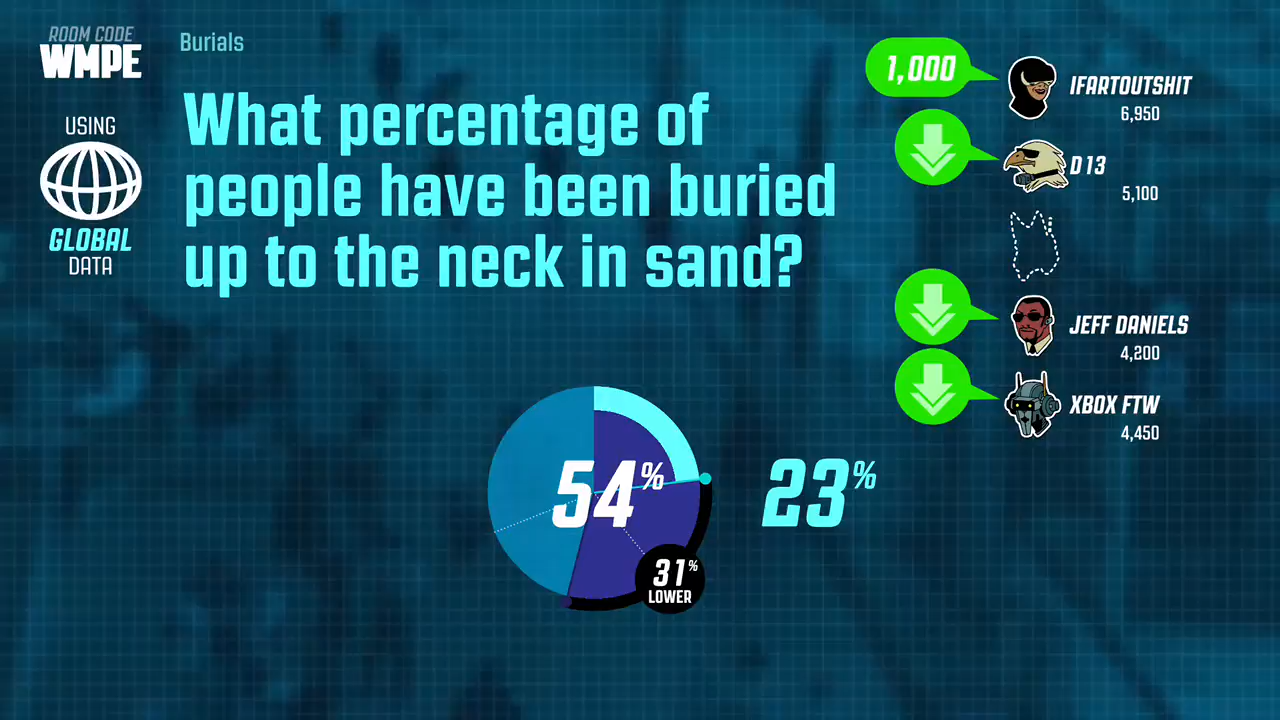 ROOM CODE
WMPE
Burials
USING
GLOBAL
DATA
What percentage of
people have been buried
up to the neck in sand?
1,000
IFARTOUTSHIT
6,950
D13
5,100
JEFF DANIELS
4,200
XBOX FTW
4,450
54%
23%
31%
LOWER